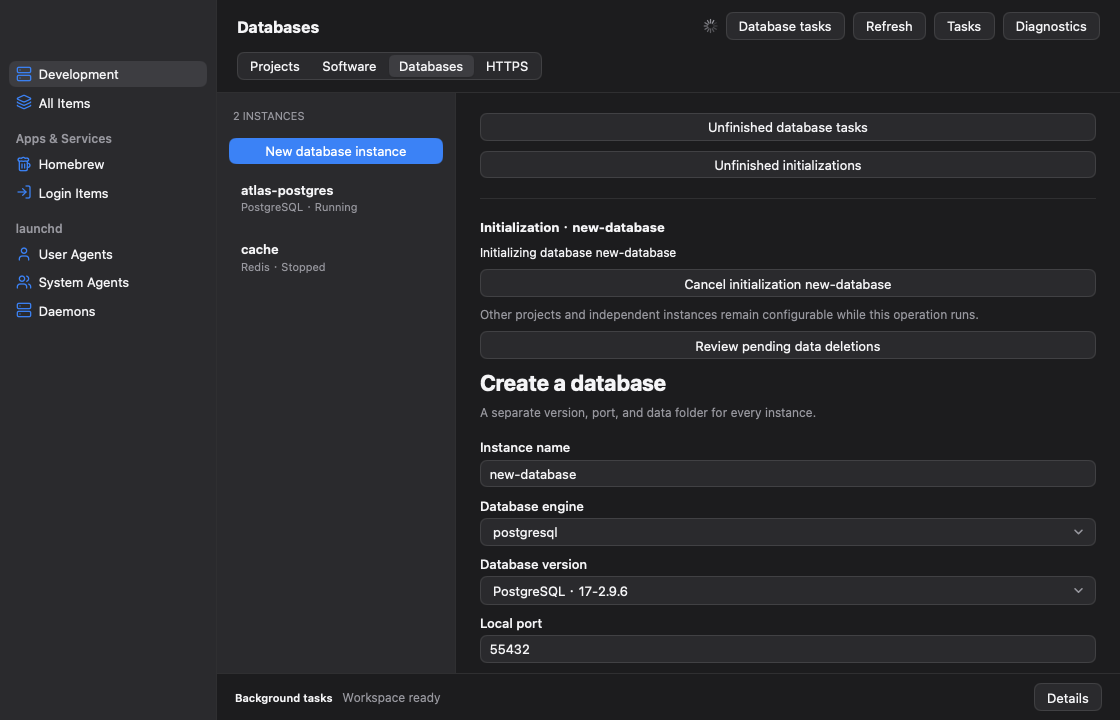 Databases
Database tasks
Refresh
Tasks
Diagnostics
Projects
Software
Databases
HTTPS
Development
All Items
Apps & Services
Homebrew
Login Items
launchd
User Agents
System Agents
Daemons
2 INSTANCES
New database instance
atlas-postgres
PostgreSQL · Running
cache
Redis · Stopped
Unfinished database tasks
Unfinished initializations
Initialization · new-database
Initializing database new-database
Cancel initialization new-database
Other projects and independent instances remain configurable while this operation runs.
Review pending data deletions
Create a database
A separate version, port, and data folder for every instance.
Instance name
new-database
Database engine
postgresql
Database version
PostgreSQL · 17-2.9.6
Local port
55432
Background tasks
Workspace ready
Details